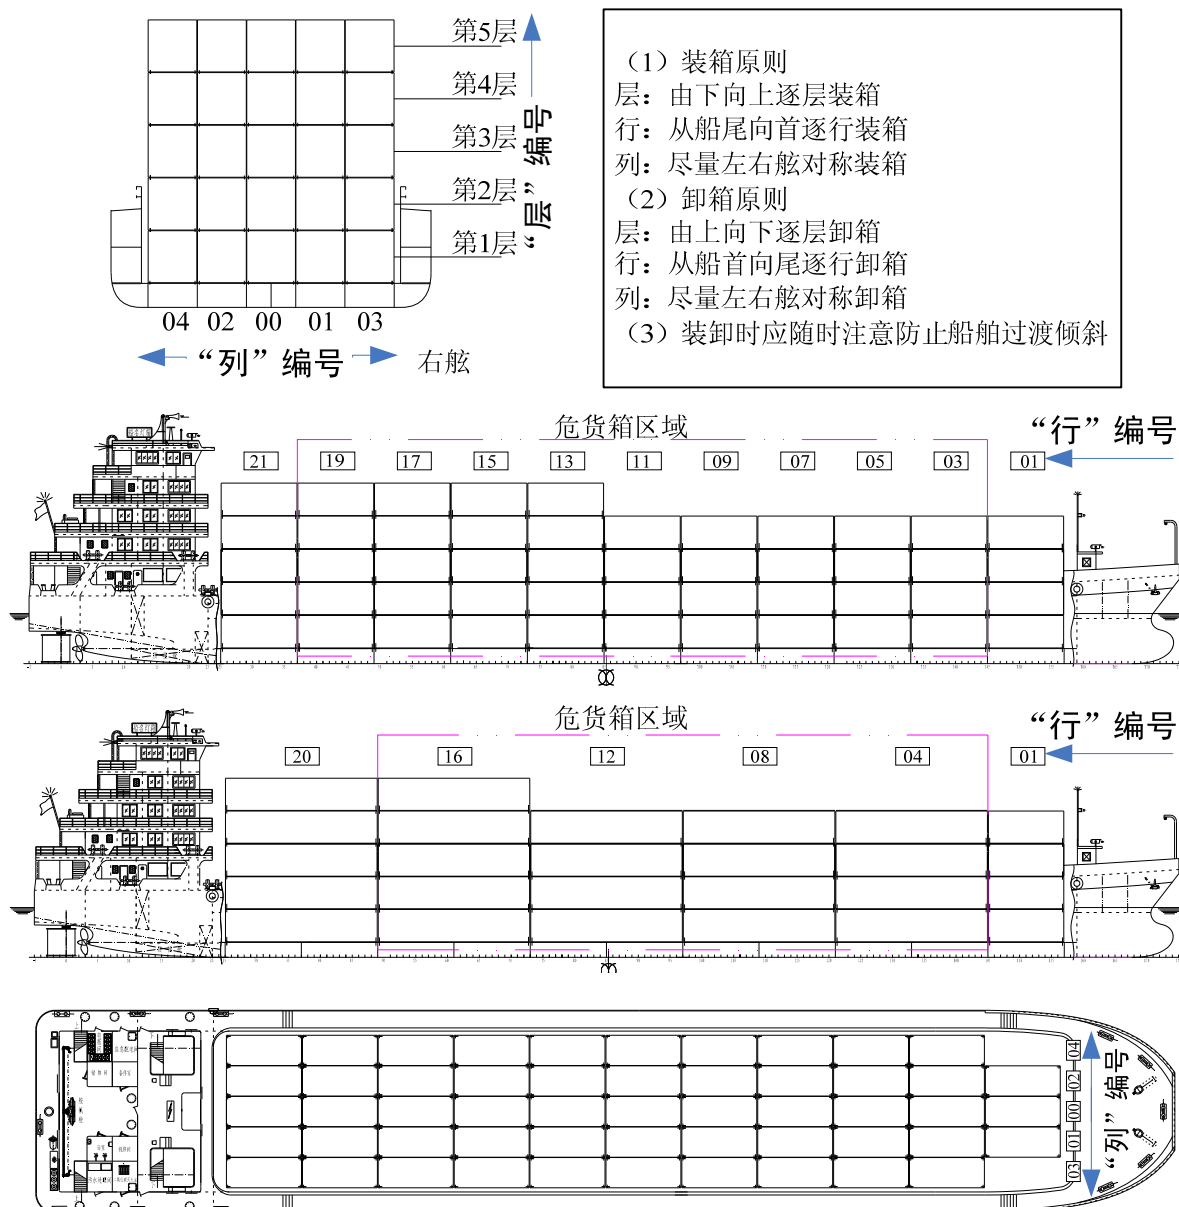 第5层
第4层
第3层
第2层
第1层
“层”编号
04 02 00 01 03
“列”编号
右舷
（1）装箱原则
层：由下向上逐层装箱
行：从船尾向首逐行装箱
列：尽量左右舷对称装箱
（2）卸箱原则
层：由上向下逐层卸箱
行：从船首向尾逐行卸箱
列：尽量左右舷对称卸箱
（3）装卸时应随时注意防止船舶过渡倾斜
危货箱区域
“行”编号
21 19 17 15 13 11 09 07 05 03 01
危货箱区域
“行”编号
20 16 12 08 04 01
04
02
00
01
03
“列”编号